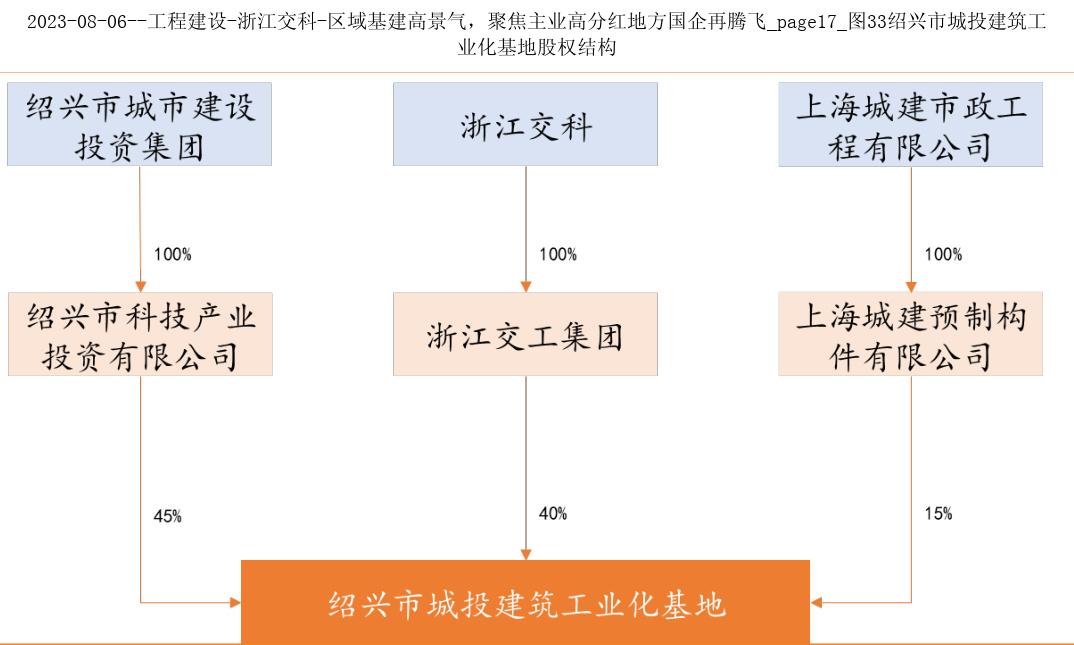 2023-08-06--工程建设-浙江交科-区域基建高景气，聚焦主业高分红地方国企再腾飞_page17_图33绍兴市城投建筑工
业化基地股权结构
绍兴市城市建设
投资集团
浙江交科
上海城建市政工
程有限公司
100%
100%
100%
绍兴市科技产业
投资有限公司
浙江交工集团
上海城建预制构
件有限公司
45%
40%
15%
绍兴市城投建筑工业化基地